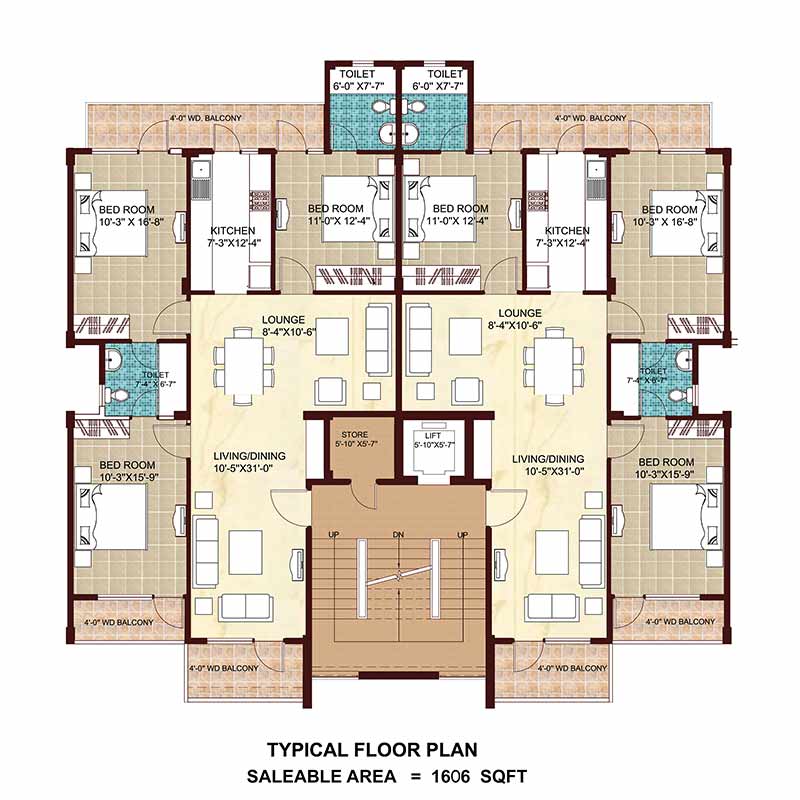 TOILET
6'-0" X7'-7"
TOILET
6'-0" X7'-7"
4'-0" WD. BALCONY
4'-0" WD. BALCONY
BED ROOM
10'-3" X 16'-8"
KITCHEN
7'-3"X12'-4"
BED ROOM
11'-0"X 12'-4"
BED ROOM
11'-0"X 12'-4"
KITCHEN
7'-3"X12'-4"
BED ROOM
10'-3" X 16'-8"
LOUNGE
8'-4"X10'-6"
LOUNGE
8'-4"X10'-6"
TOILET
7'-4" X 6'-7"
TOILET
7'-4" X 6'-7"
STORE
5'-10" X5'-7"
LIFT
5'-10"X5'-7"
BED ROOM
10'-3"X15'-9"
LIVING/DINING
10'-5"X31'-0"
LIVING/DINING
10'-5"X31'-0"
BED ROOM
10'-3"X15'-9"
UP
DN
UP
4'-0" WD BALCONY
4'-0" WD BALCONY
4'-0" WD BALCONY
4'-0" WD BALCONY
TYPICAL FLOOR PLAN
SALEABLE AREA = 1606 SQFT